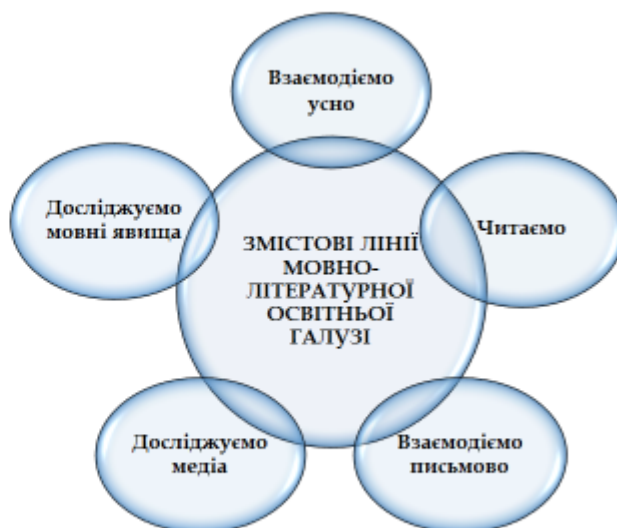 Взаємодіємо
усно
Досліджуємо
мовні явища
Читаємо
ЗМІСТОВІ ЛІНІЇ
МОВНО-
ЛІТЕРАТУРНОЇ
ОСВІТНЬОЇ
ГАЛУЗІ
Досліджуємо
медіа
Взаємодіємо
письмово